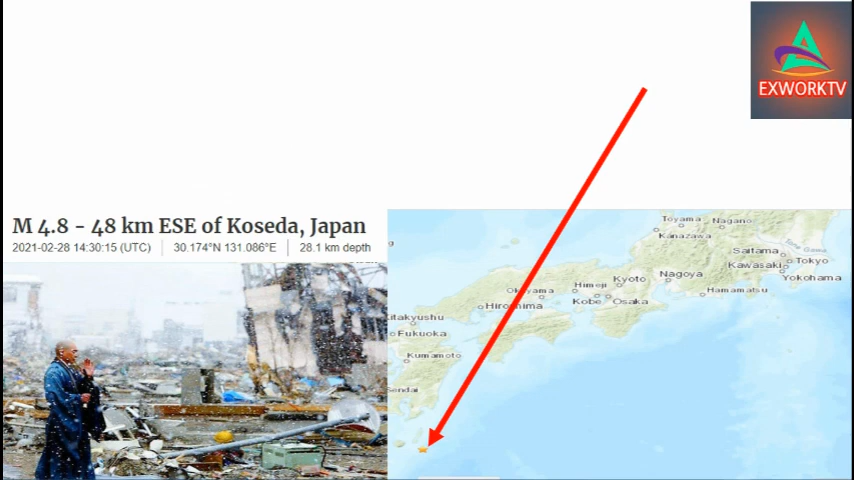 EXWORKTV
M 4.8 - 48 km ESE of Koseda, Japan
2021-02-28 14:30:15 (UTC) 30.174°N 131.086°E 28.1 km depth
Toyama Nagano
Kanazawa
Saitama
Tokyo
Kawasaki
Yokohama
Nagoya
Hamamatsu
Kyoto
Himeji
Okayama
Kobe Osaka
Hiroshima
itakyushu
Fukuoka
Kumamoto
Sendai